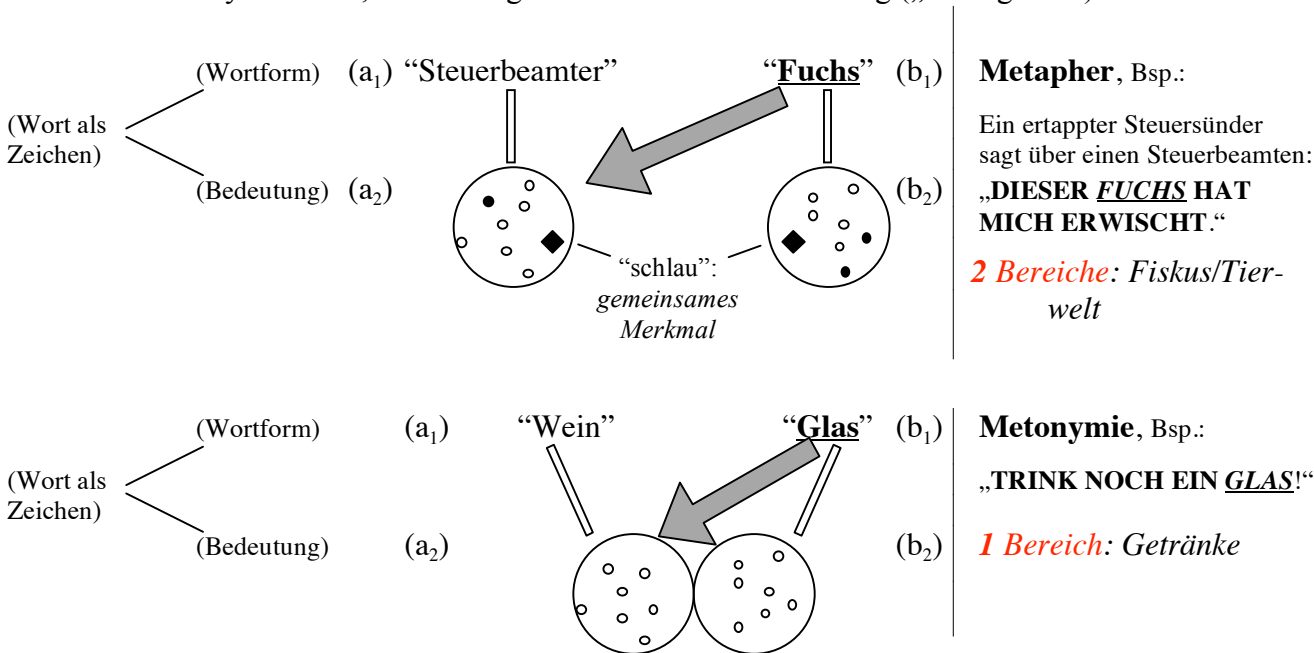 (Wortform) (a₁) “Steuerbeamter” “Fuchs” (b₁)
(Wort als
Zeichen)
(Bedeutung) (a₂) (b₂)
“schlau”:
gemeinsames
Merkmal
Metapher, Bsp.:
Ein ertappter Steuersünder
sagt über einen Steuerbeamten:
„DIESER FUCHS HAT
MICH ERWISCHT.“
2 Bereiche: Fiskus/Tier-
welt
(Wortform) (a₁) “Wein” “Glas” (b₁)
(Wort als
Zeichen)
(Bedeutung) (a₂) (b₂)
Metonymie, Bsp.:
„TRINK NOCH EIN GLAS!“
1 Bereich: Getränke